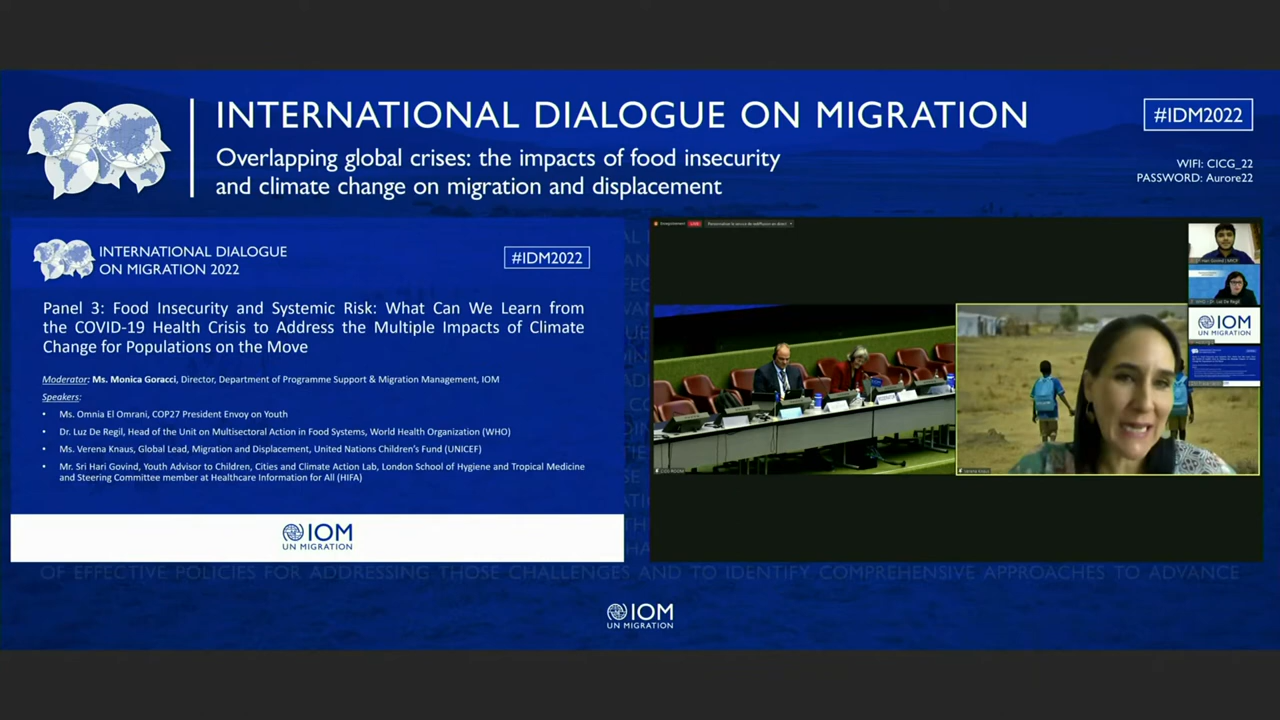 INTERNATIONAL DIALOGUE ON MIGRATION
Overlapping global crises: the impacts of food insecurity
and climate change on migration and displacement
#IDM2022
WIFI: CICG_22
PASSWORD: Aurore22
INTERNATIONAL DIALOGUE
ON MIGRATION 2022
#IDM2022
Panel 3: Food Insecurity and Systemic Risk: What Can We Learn from
the COVID-19 Health Crisis to Address the Multiple Impacts of Climate
Change for Populations on the Move
Moderator: Ms. Monica Goracci, Director, Department of Programme Support & Migration Management, IOM
Speakers:
• Ms. Omnia El Omrani, COP27 President Envoy on Youth
• Dr. Luz De Regil, Head of the Unit on Multisectoral Action in Food Systems, World Health Organization (WHO)
• Ms. Verena Knaus, Global Lead, Migration and Displacement, United Nations Children's Fund (UNICEF)
• Mr. Sri Hari Govind, Youth Advisor to Children, Cities and Climate Action Lab, London School of Hygiene and Tropical Medicine
and Steering Committee member at Healthcare Information for All (HIFA)
IOM
UN MIGRATION
LIVE
IOM
UN MIGRATION
Verena Knaus
OF EFFECTIVE POLICIES FOR ADDRESSING THOSE CHALLENGES AND TO IDENTIFY COMPREHENSIVE APPROACHES TO ADVANCE
IOM
UN MIGRATION